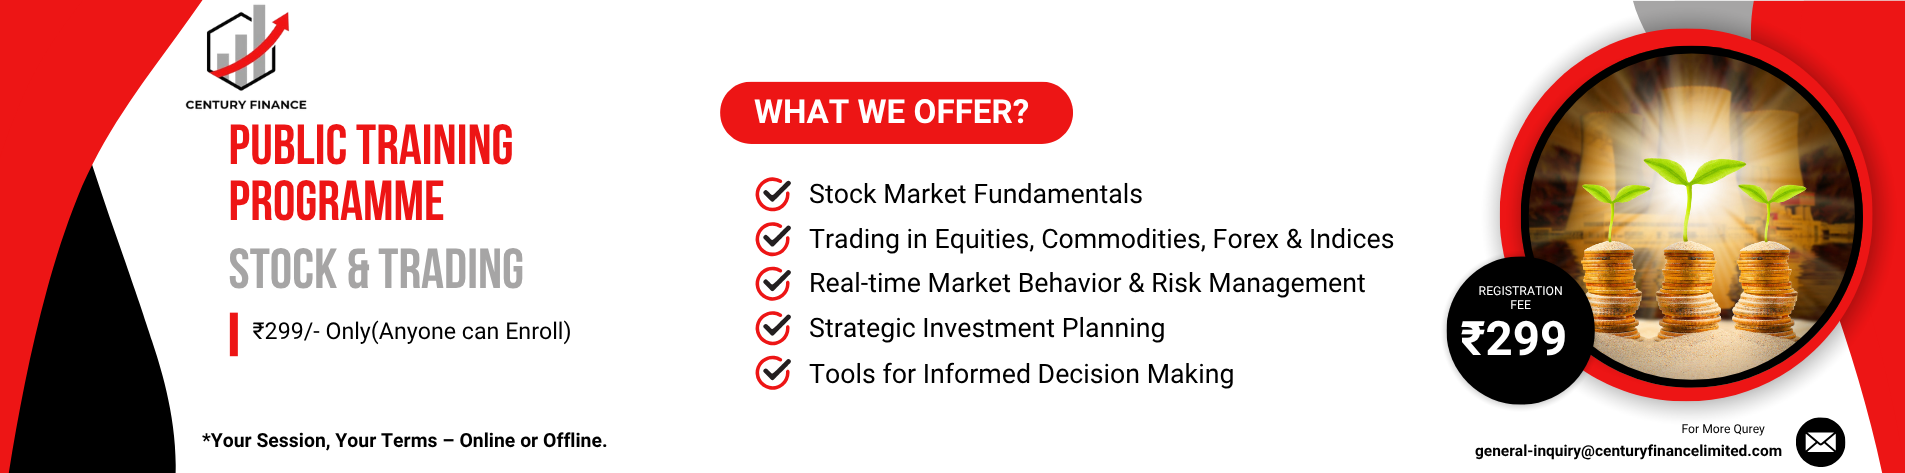 CENTURY FINANCE
PUBLIC TRAINING
PROGRAMME
STOCK & TRADING
₹299/- Only(Anyone can Enroll)
*Your Session, Your Terms – Online or Offline.
WHAT WE OFFER?
Stock Market Fundamentals
Trading in Equities, Commodities, Forex & Indices
Real-time Market Behavior & Risk Management
Strategic Investment Planning
Tools for Informed Decision Making
REGISTRATION
FEE
₹299
For More Qurey
general-inquiry@centuryfinancelimited.com